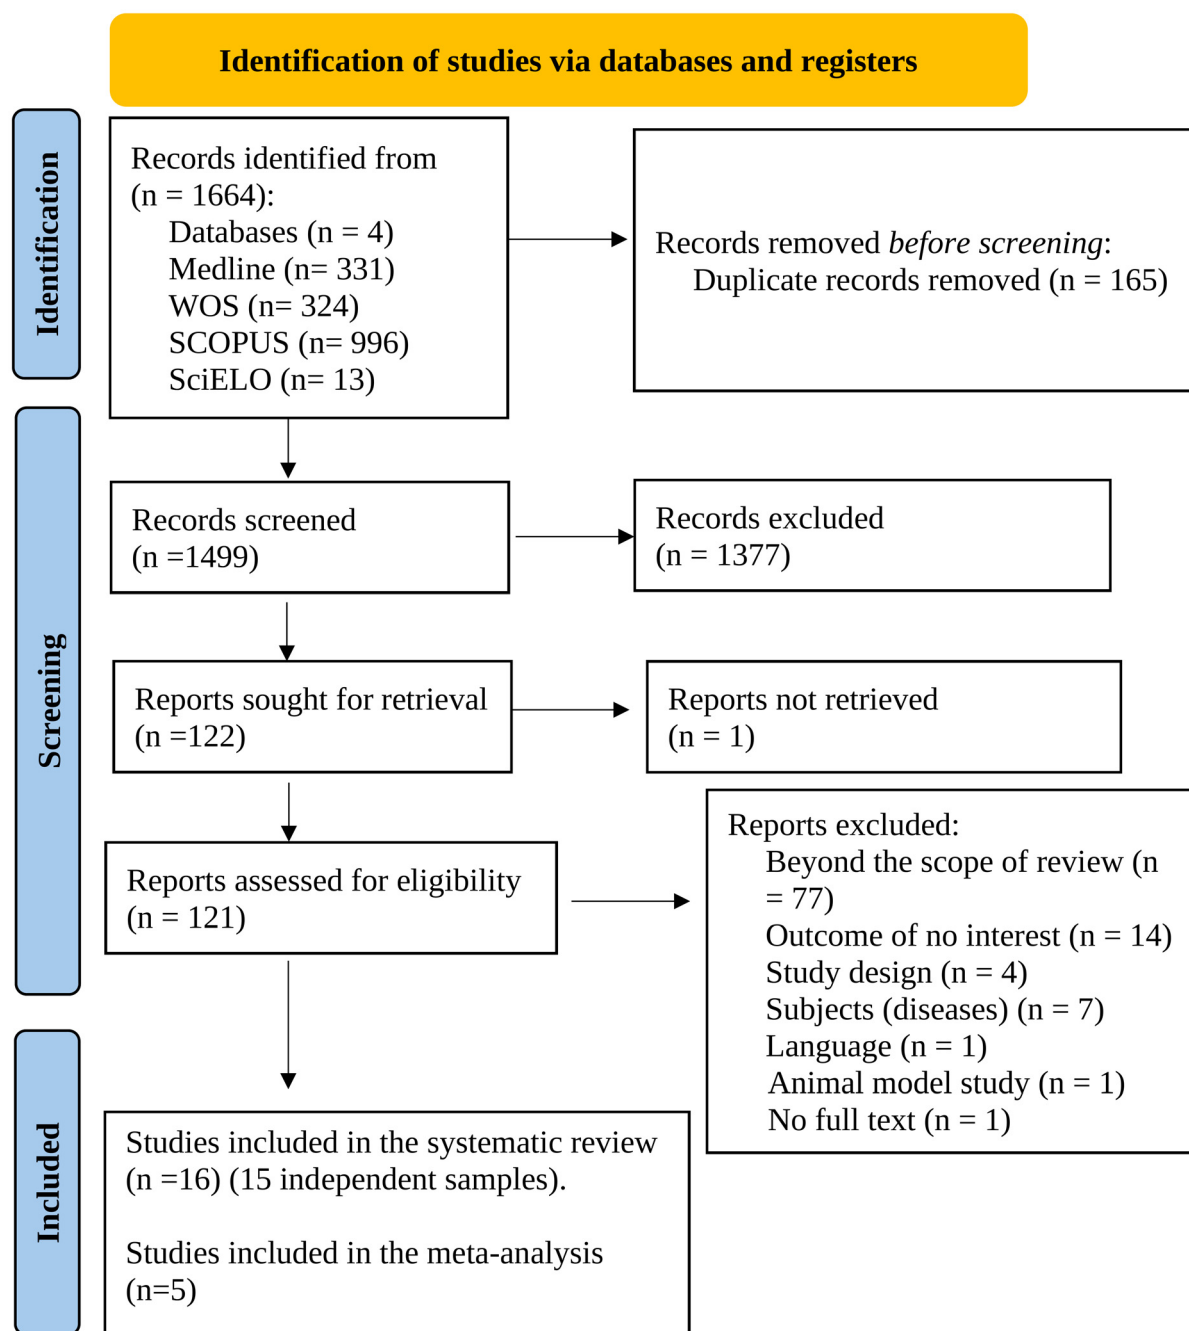 Identification of studies via databases and registers
Identification
Records identified from
(n = 1664):
Databases (n = 4)
Medline (n= 331)
WOS (n= 324)
SCOPUS (n= 996)
SciELO (n= 13)
Records removed before screening:
Duplicate records removed (n = 165)
Screening
Records screened
(n =1499)
Records excluded
(n = 1377)
Reports sought for retrieval
(n =122)
Reports not retrieved
(n = 1)
Reports assessed for eligibility
(n = 121)
Reports excluded:
Beyond the scope of review (n
= 77)
Outcome of no interest (n = 14)
Study design (n = 4)
Subjects (diseases) (n = 7)
Language (n = 1)
Animal model study (n = 1)
No full text (n = 1)
Included
Studies included in the systematic review
(n =16) (15 independent samples).
Studies included in the meta-analysis
(n=5)